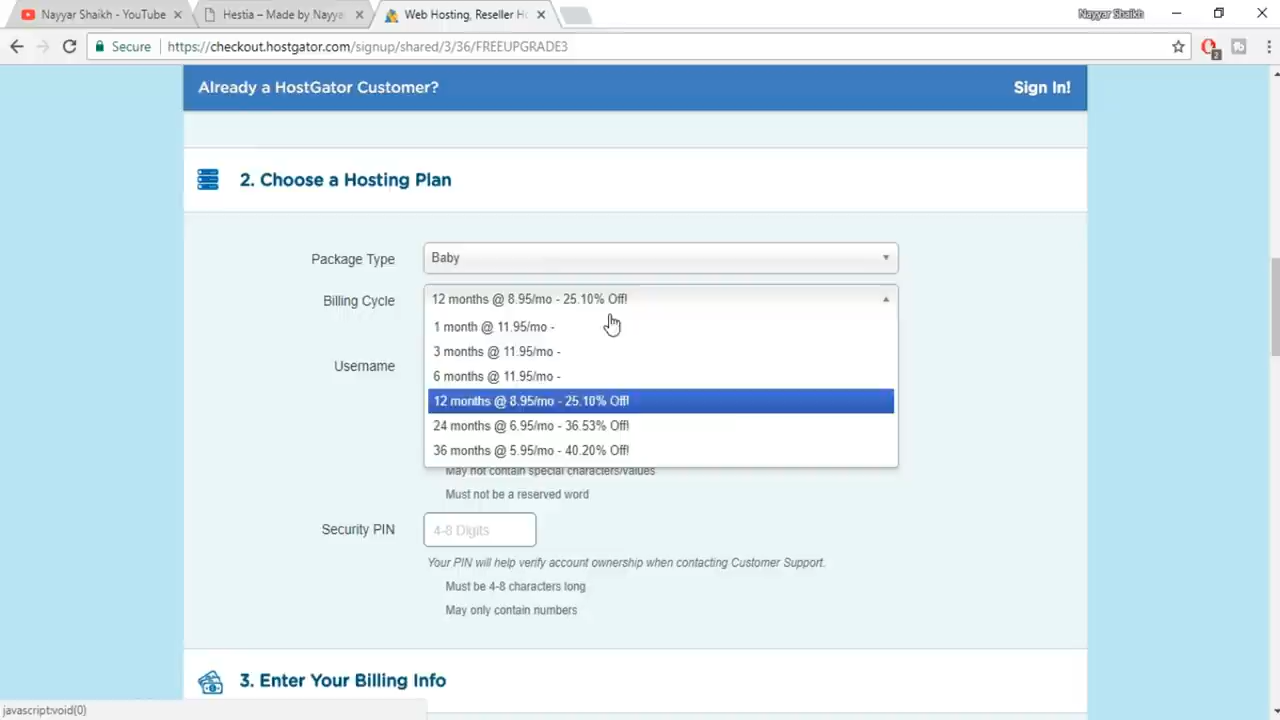 Nayyar Shaikh - YouTube
Hestia – Made by Nayya
Web Hosting, Reseller Ho
Nayyar Shaikh
Secure
https://checkout.hostgator.com/signup/shared/3/36/FREEUPGRADE3
2
Already a HostGator Customer?
Sign In!
2. Choose a Hosting Plan
Package Type
Baby
Billing Cycle
12 months @ 8.95/mo - 25.10% Off!
1 month @ 11.95/mo -
3 months @ 11.95/mo -
Username
6 months @ 11.95/mo -
12 months @ 8.95/mo - 25.10% Off!
24 months @ 6.95/mo - 36.53% Off!
36 months @ 5.95/mo - 40.20% Off!
May not contain special characters/values
Must not be a reserved word
Security PIN
4-8 Digits
Your PIN will help verify account ownership when contacting Customer Support.
Must be 4-8 characters long
May only contain numbers
3. Enter Your Billing Info
javascript:void(0)